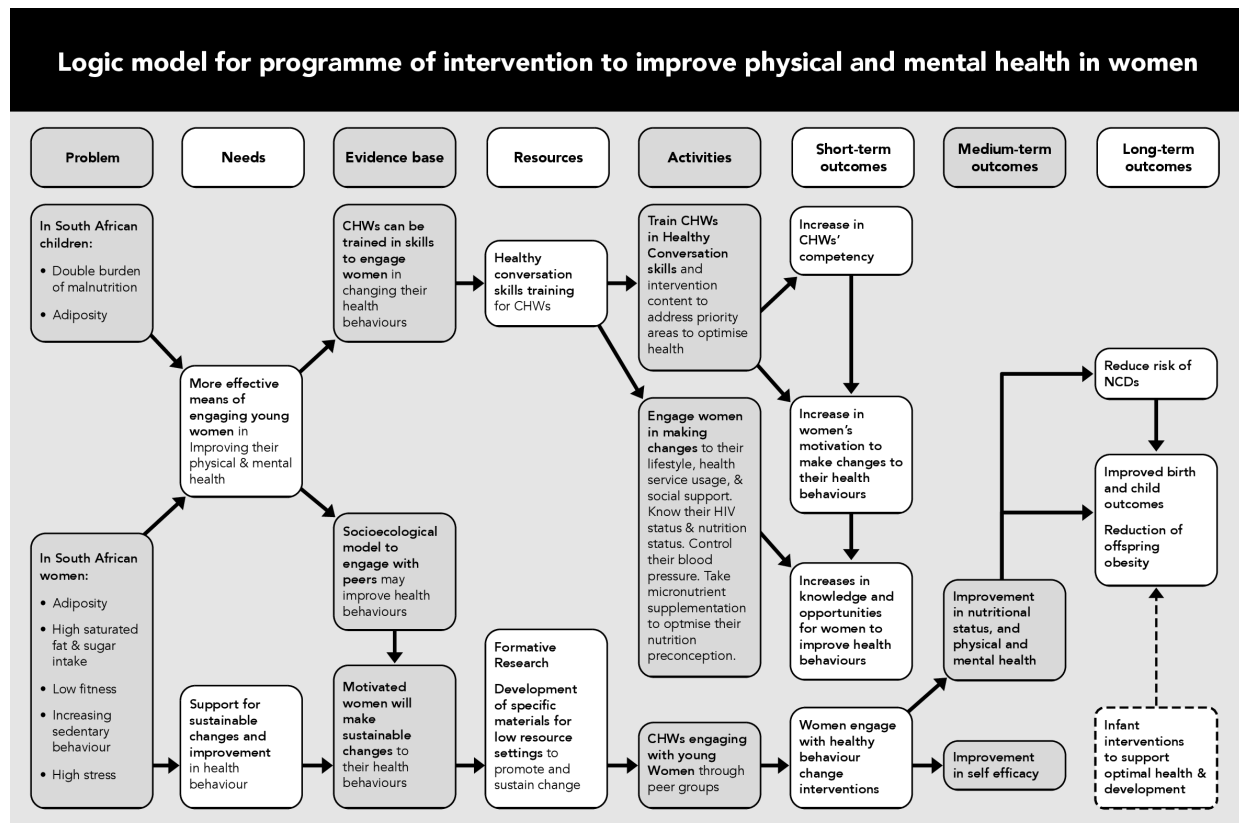 Logic model for programme of intervention to improve physical and mental health in women
Problem
Needs
Evidence base
Resources
Activities
Short-term
outcomes
Medium-term
outcomes
Long-term
outcomes
In South African
children:
• Double burden
of malnutrition
• Adiposity
In South African
women:
• Adiposity
• High saturated
fat & sugar
intake
• Low fitness
• Increasing
sedentary
behaviour
• High stress
More effective
means of
engaging young
women in
Improving their
physical & mental
health
Support for
sustainable
changes and
improvement
in health
behaviour
CHWs can be
trained in skills
to engage
women in
changing their
health
behaviours
Socioecological
model to
engage with
peers may
improve health
behaviours
Motivated
women will
make
sustainable
changes to
their health
behaviours
Healthy
conversation
skills training
for CHWs
Formative
Research
Development
of specific
materials for
low resource
settings to
promote and
sustain change
Train CHWs
in Healthy
Conversation
skills and
intervention
content to
address priority
areas to optimise
health
Engage women
in making
changes to their
lifestyle, health
service usage, &
social support.
Know their HIV
status & nutrition
status. Control
their blood
pressure. Take
micronutrient
supplementation
to optmise their
nutrition
preconception.
CHWs engaging
with young
Women through
peer groups
Increase in
CHWs'
competency
Increase in
women's
motivation to
make changes to
their health
behaviours
Increases in
knowledge and
opportunities
for women to
improve health
behaviours
Women engage
with healthy
behaviour
change
interventions
Improvement
in nutritional
status, and
physical and
mental health
Improvement
in self efficacy
Reduce risk of
NCDs
Improved birth
and child
outcomes
Reduction of
offspring
obesity
Infant
interventions
to support
optimal health &
development